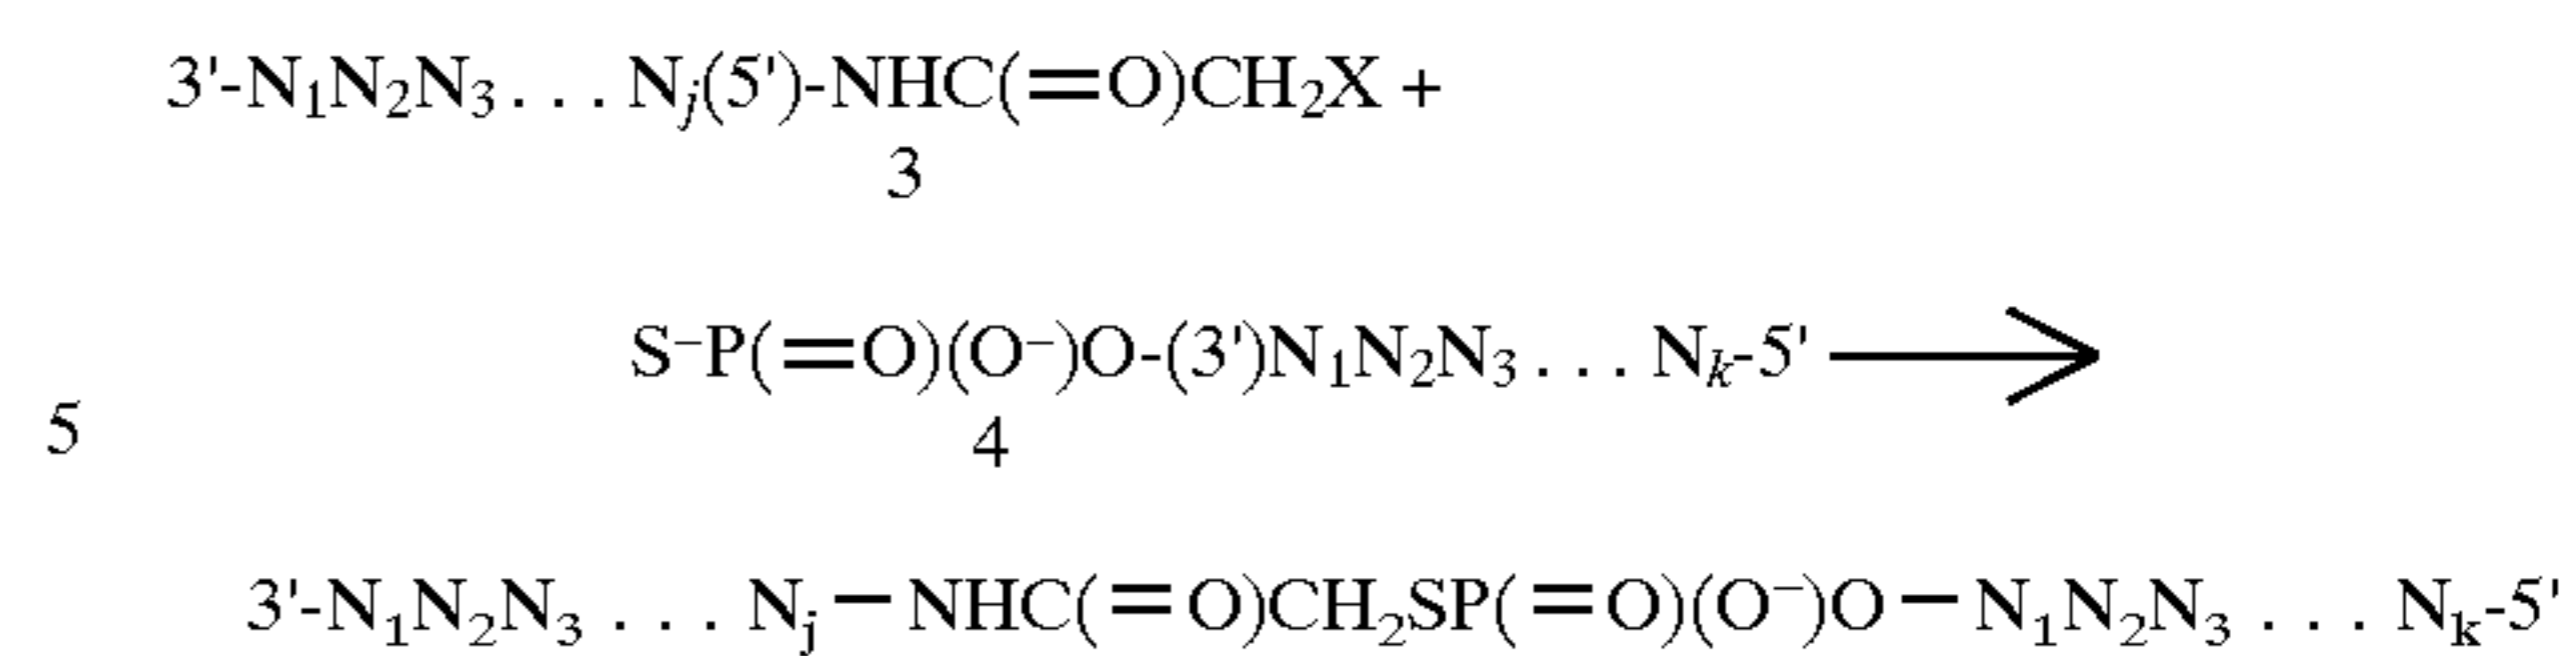 3'-N₁N₂N₃ . . . Nⱼ(5')-NHC(=O)CH₂X +
3
S⁻P(=O)(O⁻)O-(3')N₁N₂N₃ . . . Nₖ-5' ⟶
5
4
3'-N₁N₂N₃ . . . Nⱼ—NHC(=O)CH₂SP(=O)(O⁻)O—N₁N₂N₃ . . . Nₖ-5'